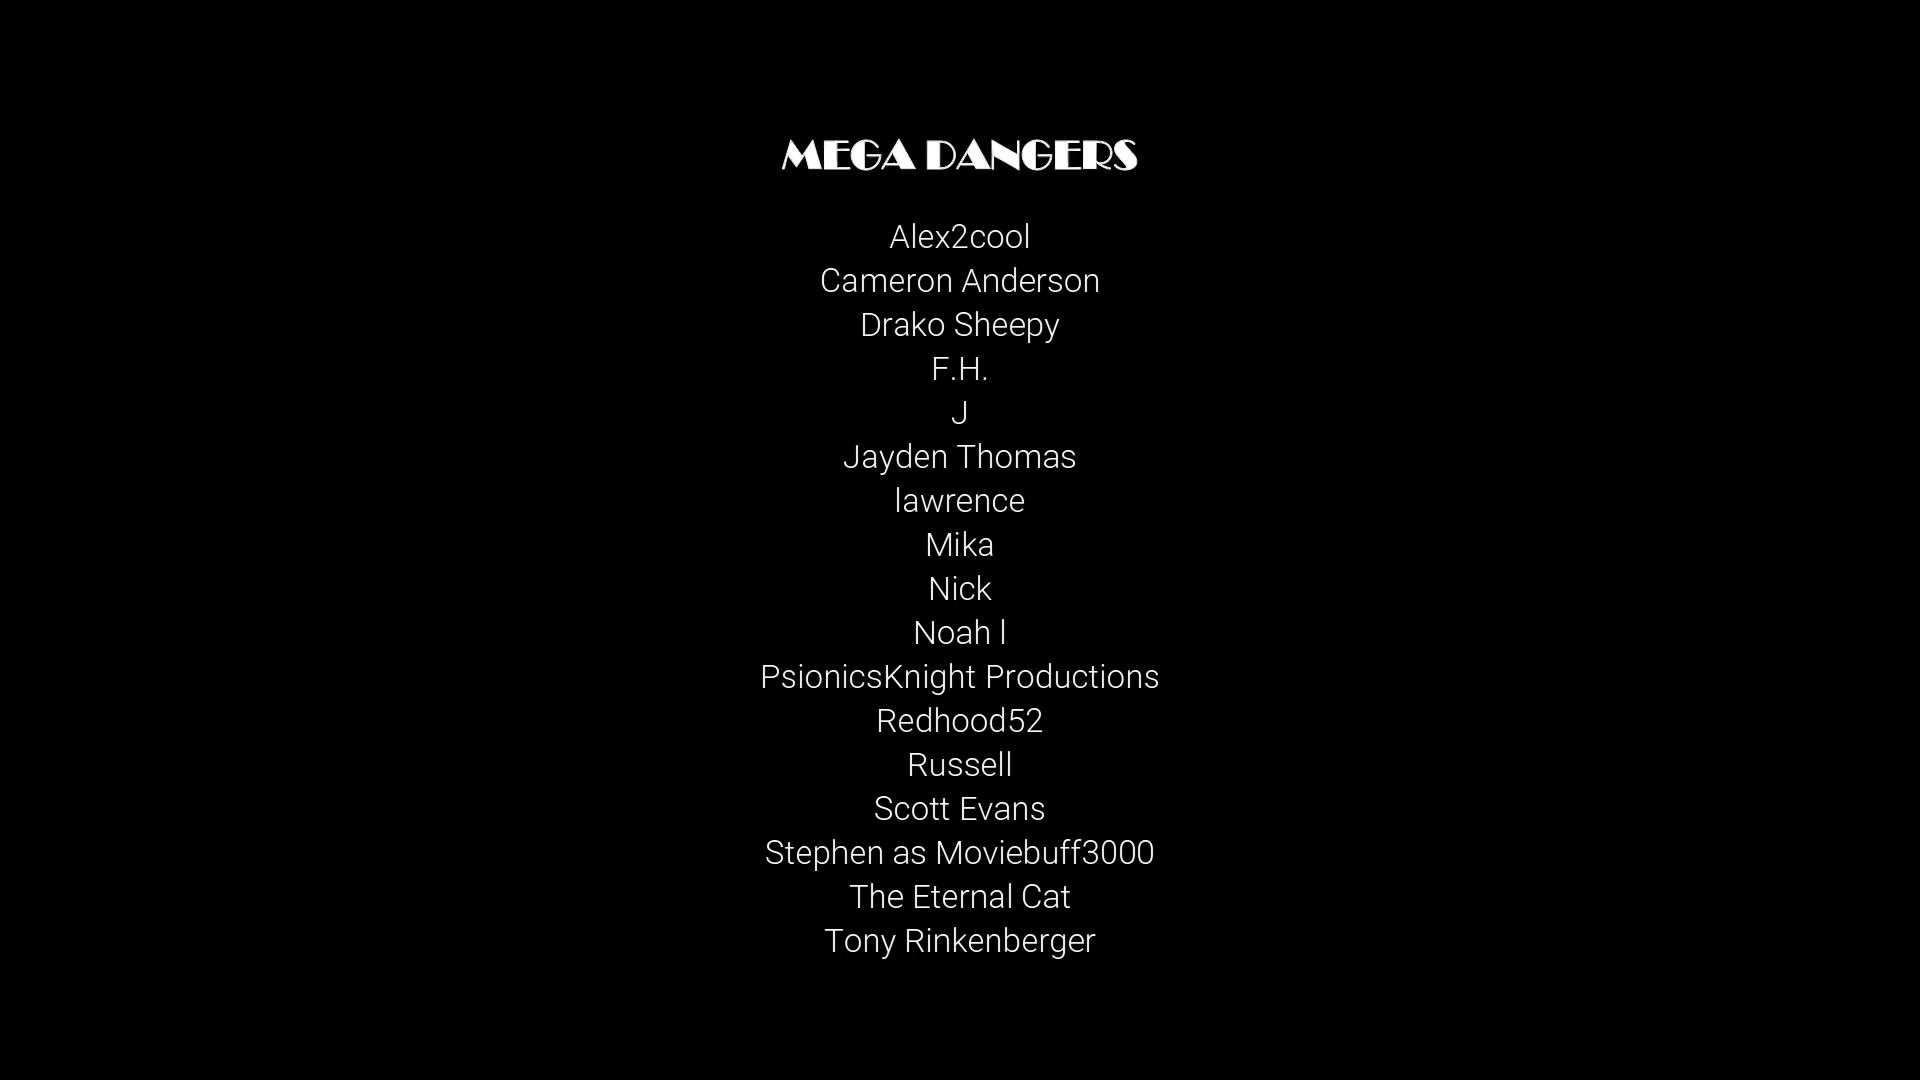 MEGA DANGERS
Alex2cool
Cameron Anderson
Drako Sheepy
F.H.
J
Jayden Thomas
lawrence
Mika
Nick
Noah l
PsionicsKnight Productions
Redhood52
Russell
Scott Evans
Stephen as Moviebuff3000
The Eternal Cat
Tony Rinkenberger